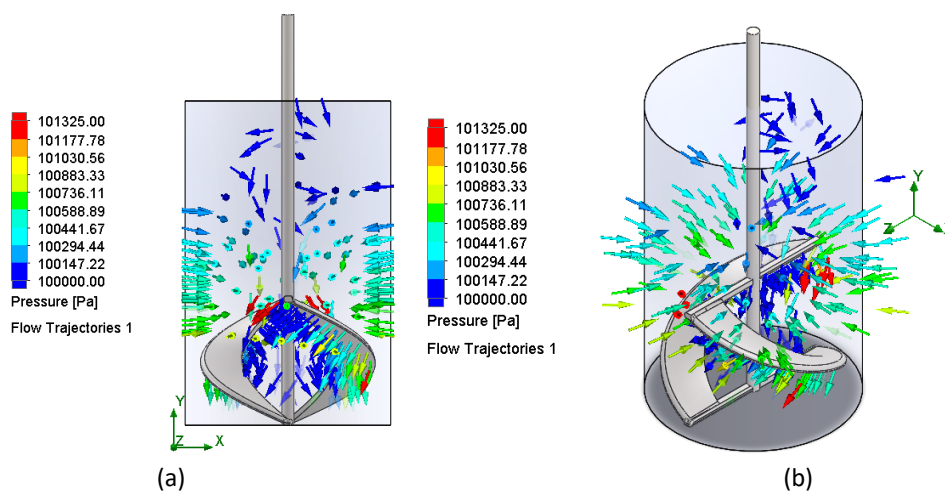 101325.00
101177.78
101030.56
100883.33
100736.11
100588.89
100441.67
100294.44
100147.22
100000.00
Pressure [Pa]
Flow Trajectories 1
Y
Z
X
(a)
101325.00
101177.78
101030.56
100883.33
100736.11
100588.89
100441.67
100294.44
100147.22
100000.00
Pressure [Pa]
Flow Trajectories 1
Y
Z
(b)